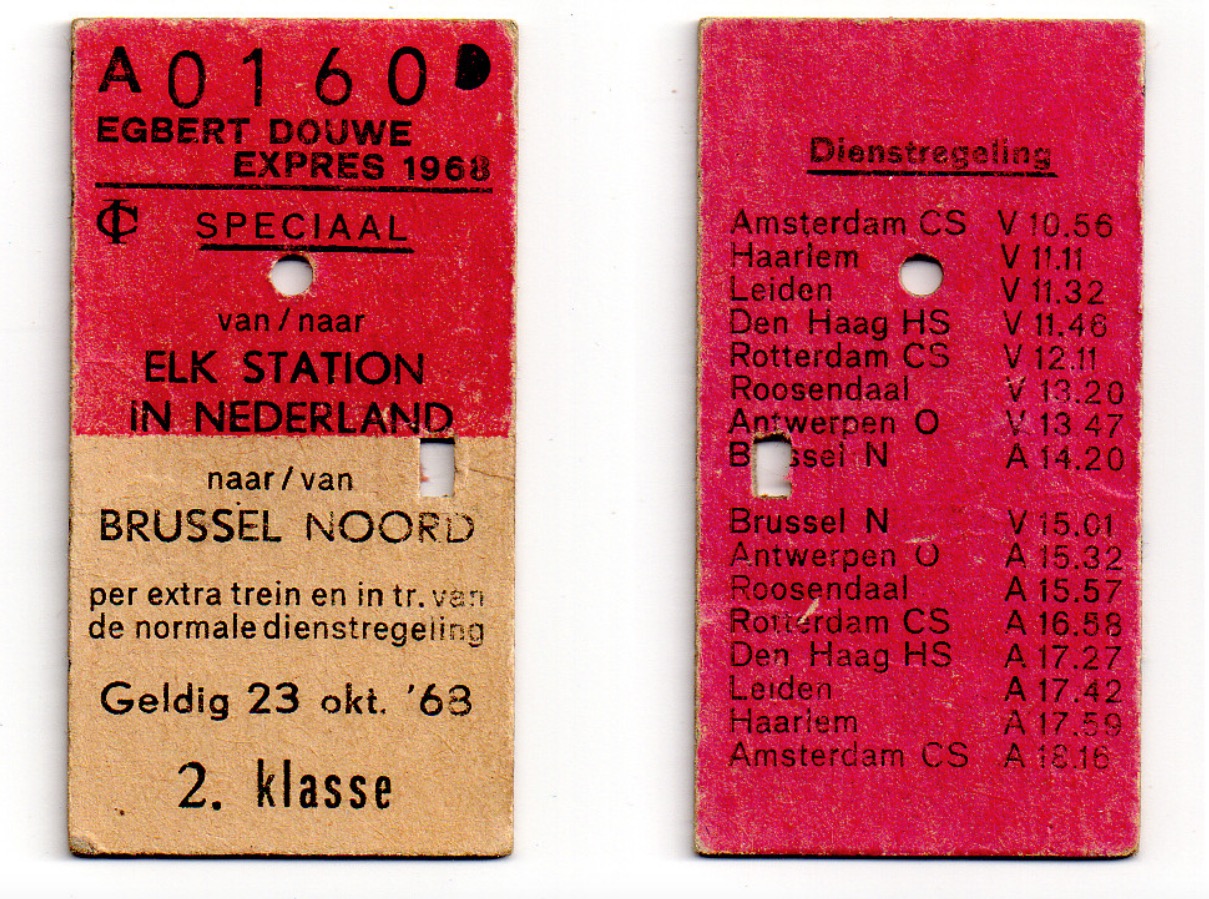 A 0160
EGBERT DOUWE
EXPRES 1968
TC SPECIAAL
van / naar
ELK STATION
IN NEDERLAND
naar / van
BRUSSEL NOORD
per extra trein en in tr. van
de normale dienstregeling
Geldig 23 okt. '68
2. klasse
Dienstregeling
Amsterdam CS V 10.56
Haarlem V 11.11
Leiden V 11.32
Den Haag HS V 11.46
Rotterdam CS V 12.11
Roosendaal V 13.20
Antwerpen O V 13 47
B ssel N A 14.20
Brussel N V 15.01
Antwerpen O A 15.32
Roosendaal A 15.57
Rotterdam CS A 16.58
Den Haag HS A 17.27
Leiden A 17.42
Haarlem A 17.59
Amsterdam CS A 18.16